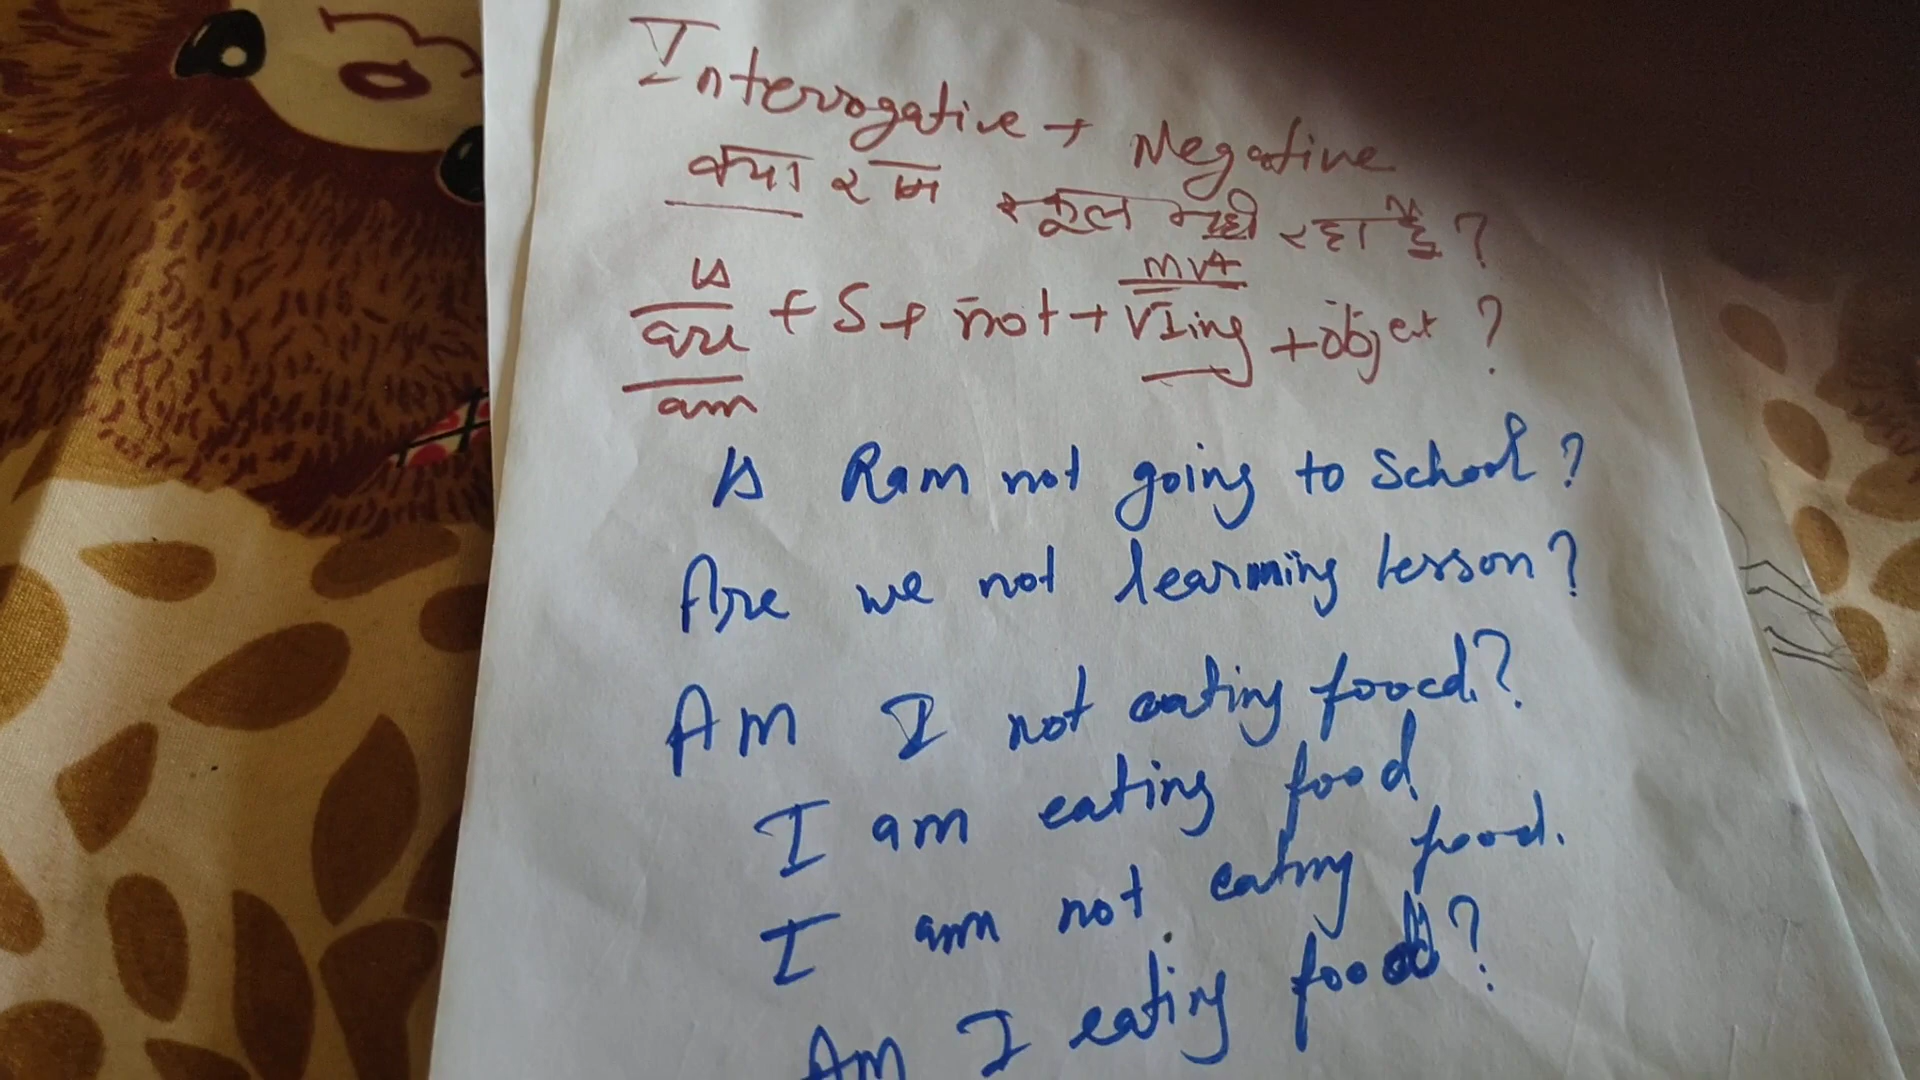 Interrogative + Negative
क्या राम स्कूल नही रहा है ?
is
are + S + not + VIing + object ?
MV4
am
Is Ram not going to School ?
Are we not learning lesson ?
Am I not eating food ?
I am eating food
I am not eating food.
Am I eating food ?